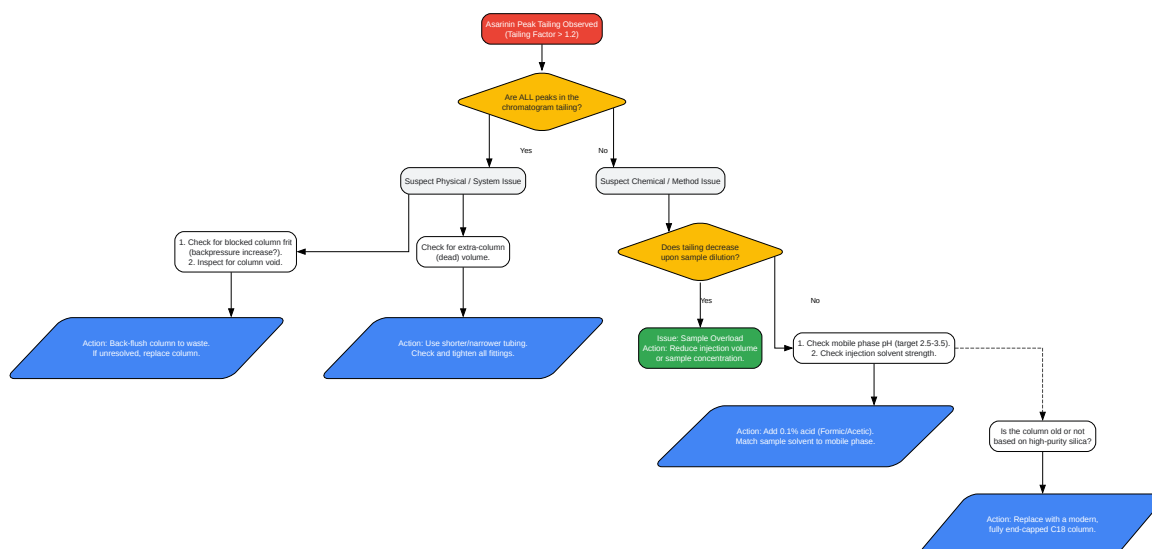 Asarinin Peak Tailing Observed
(Tailing Factor > 1.2)
Are ALL peaks in the
chromatogram tailing?
Yes
No
Suspect Physical / System Issue
Suspect Chemical / Method Issue
1. Check for blocked column frit
(backpressure increase?).
2. Inspect for column void.
Check for extra-column
(dead) volume.
Does tailing decrease
upon sample dilution?
Yes
No
Action: Back-flush column to waste.
If unresolved, replace column.
Action: Use shorter/narrower tubing.
Check and tighten all fittings.
Issue: Sample Overload
Action: Reduce injection volume
or sample concentration.
1. Check mobile phase pH (target 2.5-3.5).
2. Check injection solvent strength.
Action: Add 0.1% acid (Formic/Acetic).
Match sample solvent to mobile phase.
Is the column old or not
based on high-purity silica?
Action: Replace with a modern,
fully end-capped C18 column.